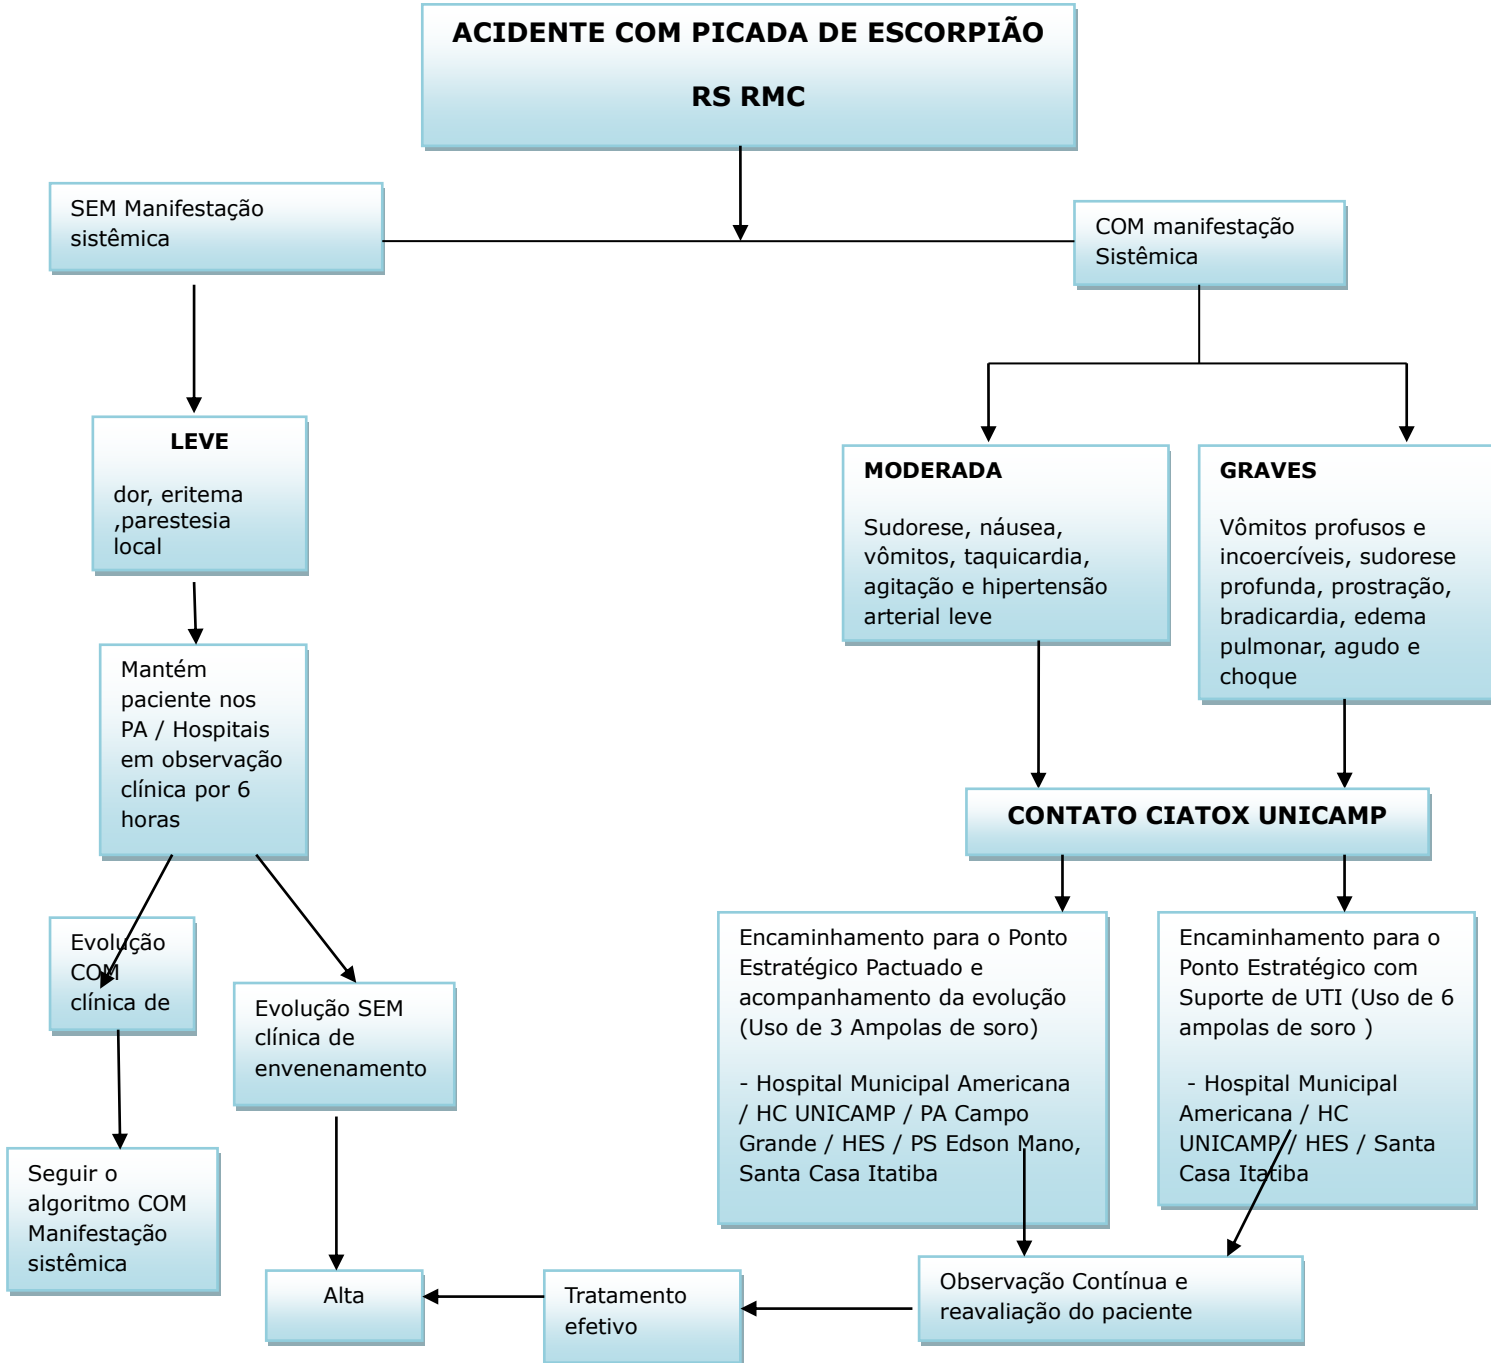 ACIDENTE COM PICADA DE ESCORPIÃO
RS RMC
SEM Manifestação
sistêmica
COM manifestação
Sistêmica
LEVE
dor, eritema
,parestesia
local
MODERADA
Sudorese, náusea,
vômitos, taquicardia,
agitação e hipertensão
arterial leve
GRAVES
Vômitos profusos e
incoercíveis, sudorese
profunda, prostração,
bradicardia, edema
pulmonar, agudo e
choque
Mantém
paciente nos
PA / Hospitais
em observação
clínica por 6
horas
CONTATO CIATOX UNICAMP
Evolução
COM
clínica de
Evolução SEM
clínica de
envenenamento
Encaminhamento para o Ponto
Estratégico Pactuado e
acompanhamento da evolução
(Uso de 3 Ampolas de soro)
- Hospital Municipal Americana
/ HC UNICAMP / PA Campo
Grande / HES / PS Edson Mano,
Santa Casa Itatiba
Encaminhamento para o
Ponto Estratégico com
Suporte de UTI (Uso de 6
ampolas de soro )
- Hospital Municipal
Americana / HC
UNICAMP / HES / Santa
Casa Itatiba
Seguir o
algoritmo COM
Manifestação
sistêmica
Alta
Tratamento
efetivo
Observação Contínua e
reavaliação do paciente